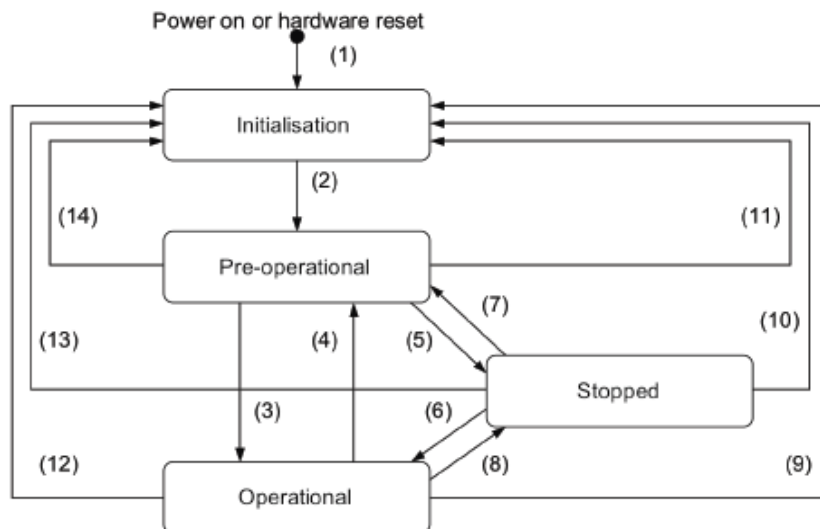 Power on or hardware reset
(1)
Initialisation
(2)
(14)
(11)
Pre-operational
(7)
(10)
(13)
(4)
(5)
Stopped
(3)
(6)
(12)
(8)
(9)
Operational